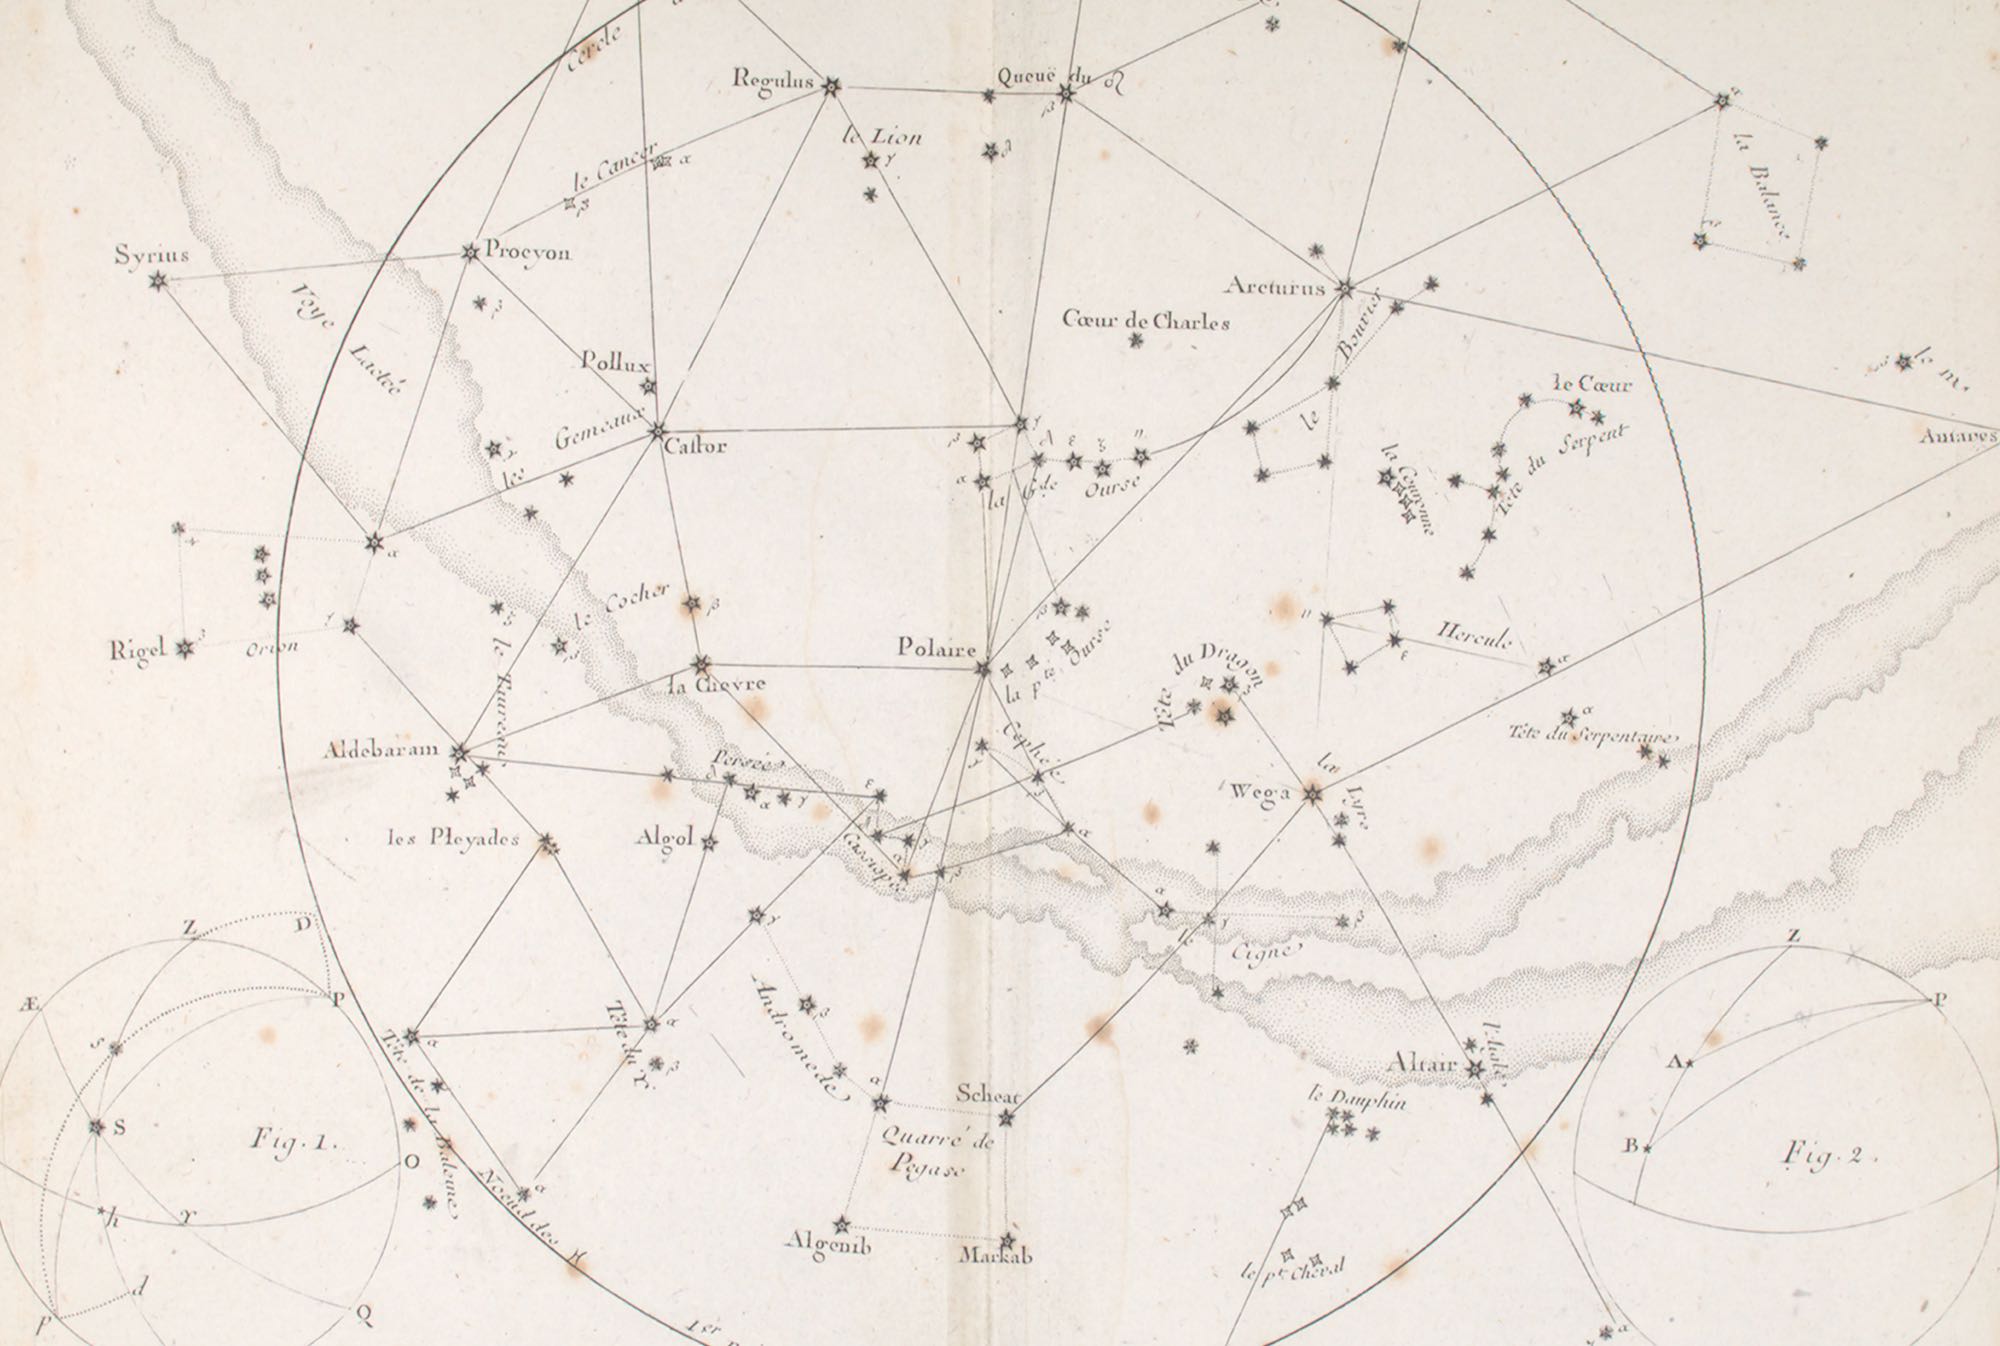 Cercle
Regulus
Queuë du ♌
β
le Lion
γ
δ
le Cancer
α
β
α
la Balance
β
Syrius
Procyon
β
Voye
Lactée
Arcturus
le Bouvier
Cœur de Charles
Pollux
les Gemeaux
γ
Castor
le Cœur
Tête du Serpent
la Couronne
Antares
β γ
α δ ε ζ η
la Gde Ourse
α
γ
Rigel
Orion
le Cocher
β
β
la pte Ourse
Polaire
la Chevre
le Taureau
ζ
β
Aldebaram
η
ε
Hercule
α
Tête du Dragon
α
Tête du Serpentaire
Cephée
γ
β
α
Persée
δ
α
γ
ε
Wega
la Lyre
les Pleyades
Algol
Cassiopée
δ
α
γ
β
α
γ
β
le Cigne
γ
Andromede
β
α
α
Tête du ♈
β
α
Tête de la Baleine
α
Noeud des ♓
Scheat
Quarré de
Pegase
Algenib
Markab
Altair
l'Aigle
le Dauphin
le pt Cheval
α
1er
Z
D
Æ
P
s
S
Fig. 1.
O
h
♈
d
p
Q
Z
P
A
B
Fig. 2.